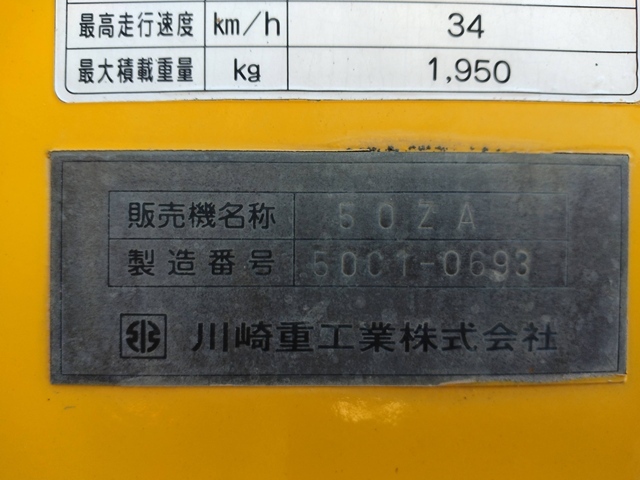 最高走行速度 km/h 34
最大積載重量 kg 1,950
販売機名称 50ZA
製造番号 50C1-0693
川崎重工業株式会社